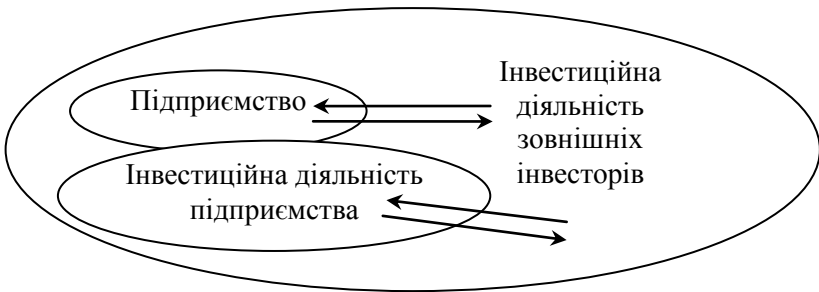 Підприємство
Інвестиційна діяльність
підприємства
Інвестиційна
діяльність
зовнішніх
інвесторів